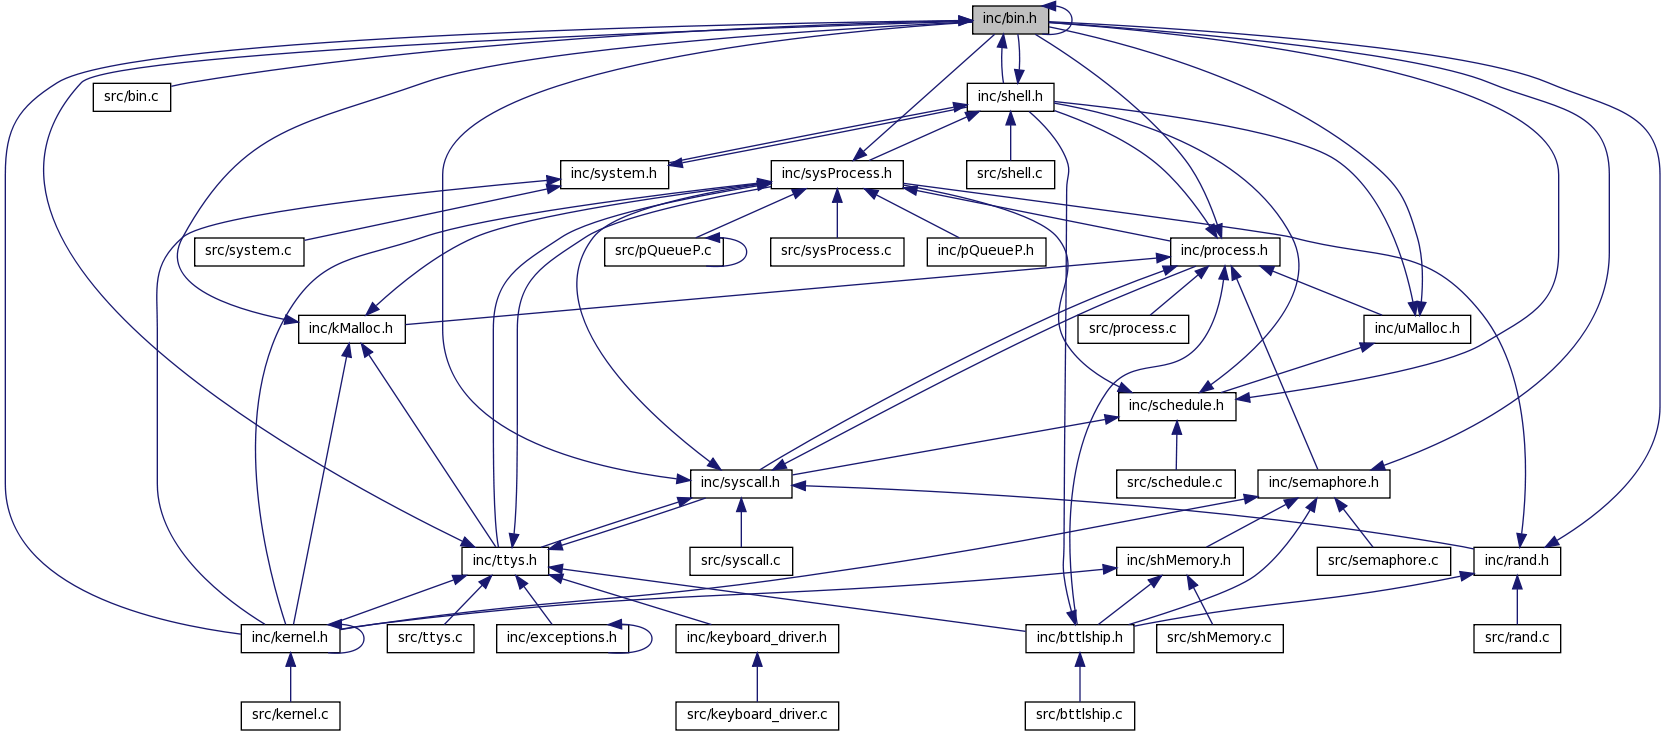 inc/bin.h
src/bin.c
inc/shell.h
inc/system.h
inc/sysProcess.h
src/shell.c
src/system.c
src/pQueueP.c
src/sysProcess.c
inc/pQueueP.h
inc/process.h
inc/kMalloc.h
src/process.c
inc/uMalloc.h
inc/schedule.h
inc/syscall.h
src/schedule.c
inc/semaphore.h
inc/ttys.h
src/syscall.c
inc/shMemory.h
src/semaphore.c
inc/rand.h
inc/kernel.h
src/ttys.c
inc/exceptions.h
inc/keyboard_driver.h
inc/bttlship.h
src/shMemory.c
src/rand.c
src/kernel.c
src/keyboard_driver.c
src/bttlship.c